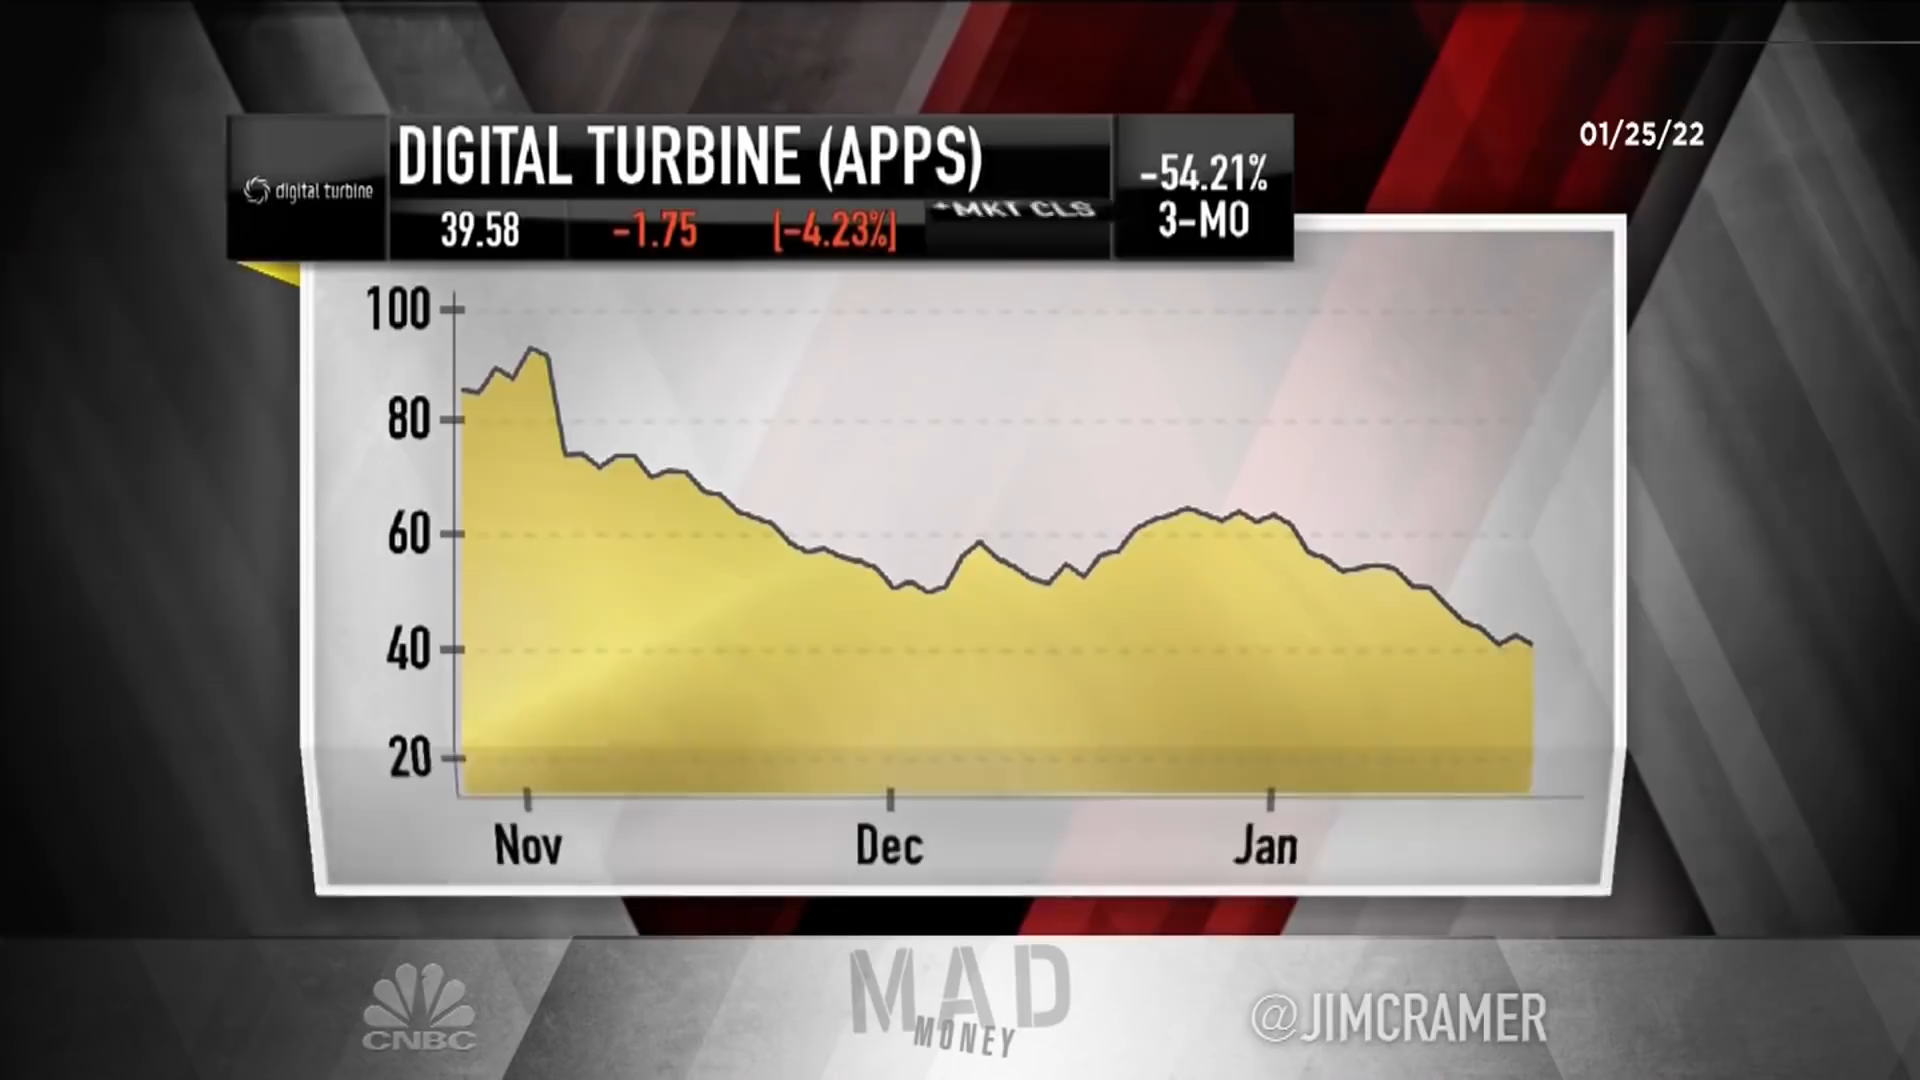 01/25/22
digital turbine
DIGITAL TURBINE (APPS)
39.58 -1.75 (-4.23%) *MKT CLS
-54.21%
3-MO
100
80
60
40
20
Nov Dec Jan
CNBC
MAD
MONEY
@JIMCRAMER